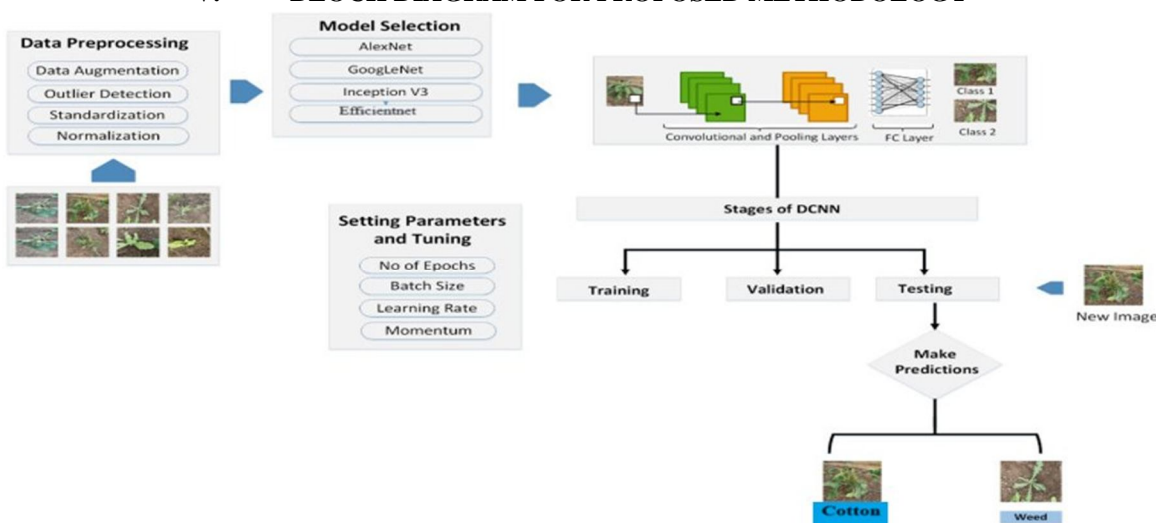 Data Preprocessing
Data Augmentation
Outlier Detection
Standardization
Normalization
Model Selection
AlexNet
GoogLeNet
Inception V3
Efficientnet
Convolutional and Pooling Layers
FC Layer
Class 1
Class 2
Setting Parameters
and Tuning
No of Epochs
Batch Size
Learning Rate
Momentum
Stages of DCNN
Training
Validation
Testing
New Image
Make
Predictions
Cotton
Weed